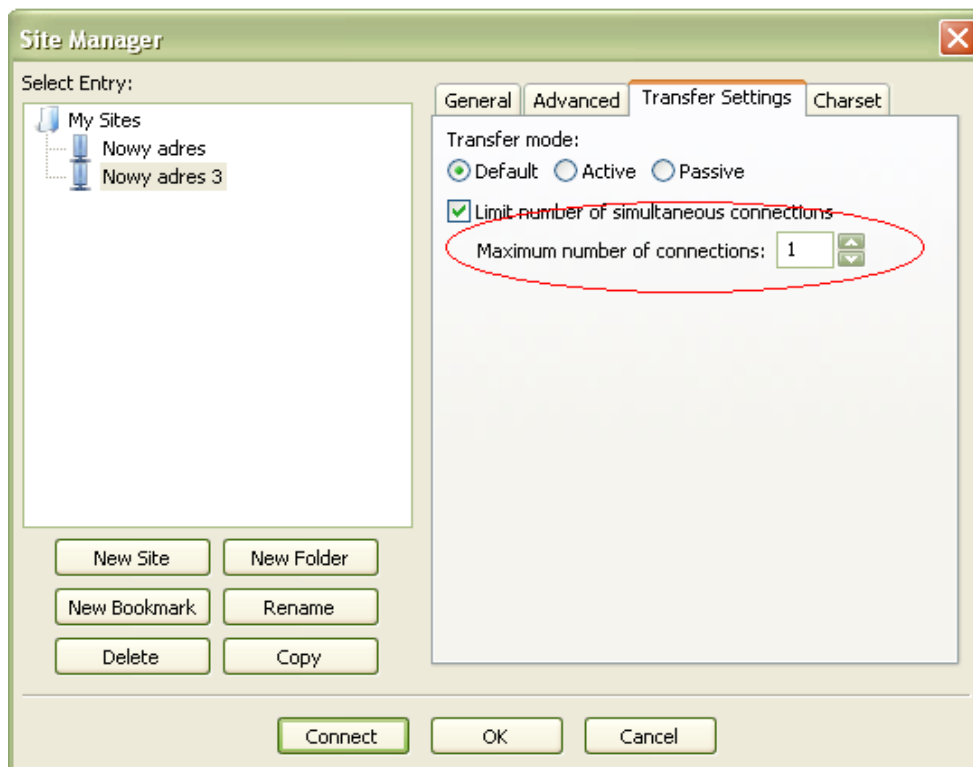 Site Manager
Select Entry:
My Sites
Nowy adres
Nowy adres 3
New Site
New Folder
New Bookmark
Rename
Delete
Copy
General
Advanced
Transfer Settings
Charset
Transfer mode:
Default
Active
Passive
Limit number of simultaneous connections
Maximum number of connections: 1
Connect
OK
Cancel